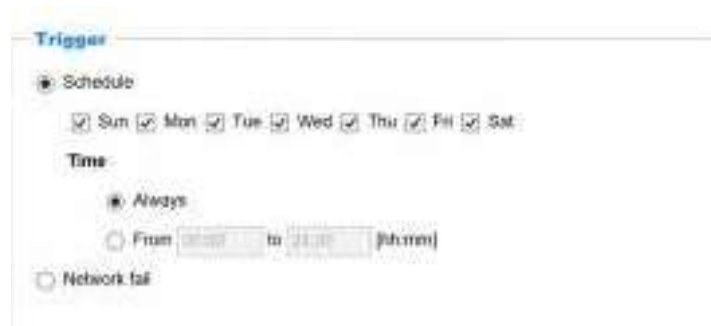 Trigger
Schedule
Sun Mon Tue Wed Thu Fri Sat
Time
Always
From to [hh:mm]
Network fail